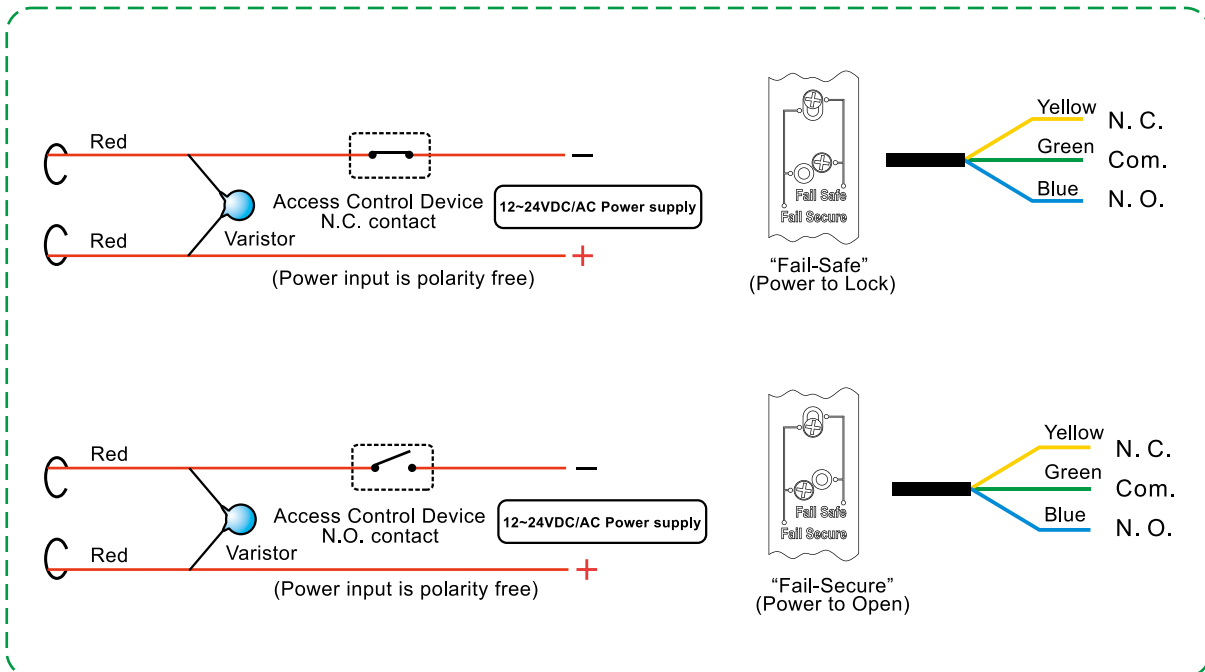 Red
Access Control Device
N.C. contact
12~24VDC/AC Power supply
Red
Varistor
(Power input is polarity free)
−
+
Fail Safe
Fail Secure
“Fail-Safe”
(Power to Lock)
Yellow N. C.
Green Com.
Blue N. O.
Red
Access Control Device
N.O. contact
12~24VDC/AC Power supply
Red
Varistor
(Power input is polarity free)
−
+
Fail Safe
Fail Secure
“Fail-Secure”
(Power to Open)
Yellow N. C.
Green Com.
Blue N. O.